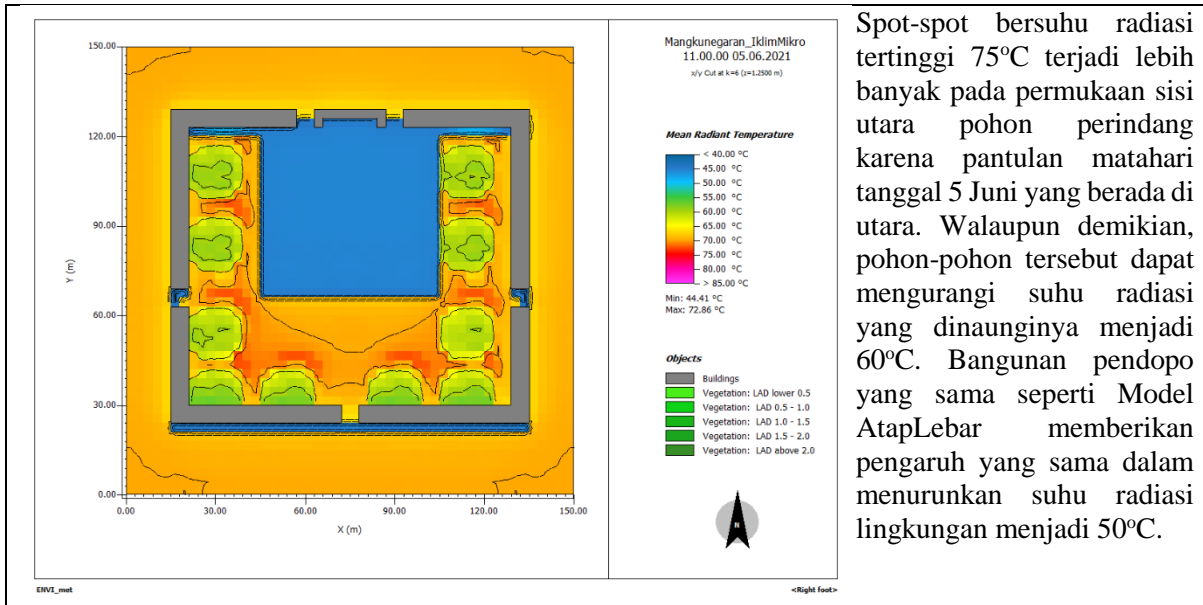 Mangkunegaran_IklimMikro
11.00.00 05.06.2021
x/y Cut at k=6 (z=1.2500 m)
150.00
120.00
90.00
60.00
30.00
0.00
Y (m)
0.00 30.00 60.00 90.00 120.00 150.00
X (m)
Mean Radiant Temperature
< 40.00 °C
45.00 °C
50.00 °C
55.00 °C
60.00 °C
65.00 °C
70.00 °C
75.00 °C
80.00 °C
> 85.00 °C
Min: 44.41 °C
Max: 72.86 °C
Objects
Buildings
Vegetation: LAD lower 0.5
Vegetation: LAD 0.5 - 1.0
Vegetation: LAD 1.0 - 1.5
Vegetation: LAD 1.5 - 2.0
Vegetation: LAD above 2.0
N
ENVI_met
<Right foot>
Spot-spot bersuhu radiasi
tertinggi 75°C terjadi lebih
banyak pada permukaan sisi
utara pohon perindang
karena pantulan matahari
tanggal 5 Juni yang berada di
utara. Walaupun demikian,
pohon-pohon tersebut dapat
mengurangi suhu radiasi
yang dinaunginya menjadi
60°C. Bangunan pendopo
yang sama seperti Model
AtapLebar memberikan
pengaruh yang sama dalam
menurunkan suhu radiasi
lingkungan menjadi 50°C.